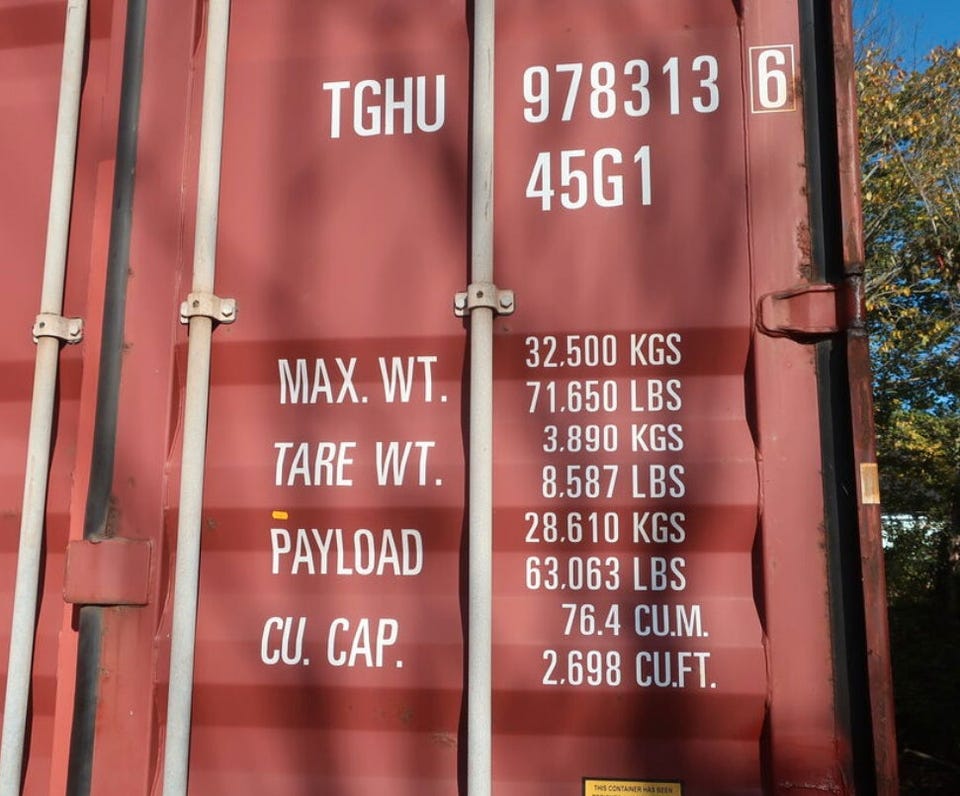 TGHU 978313 6
45G1
MAX. WT. 32,500 KGS
71,650 LBS
TARE WT. 3,890 KGS
8,587 LBS
PAYLOAD 28,610 KGS
63,063 LBS
CU. CAP. 76.4 CU.M.
2,698 CU.FT.
THIS CONTAINER HAS BEEN